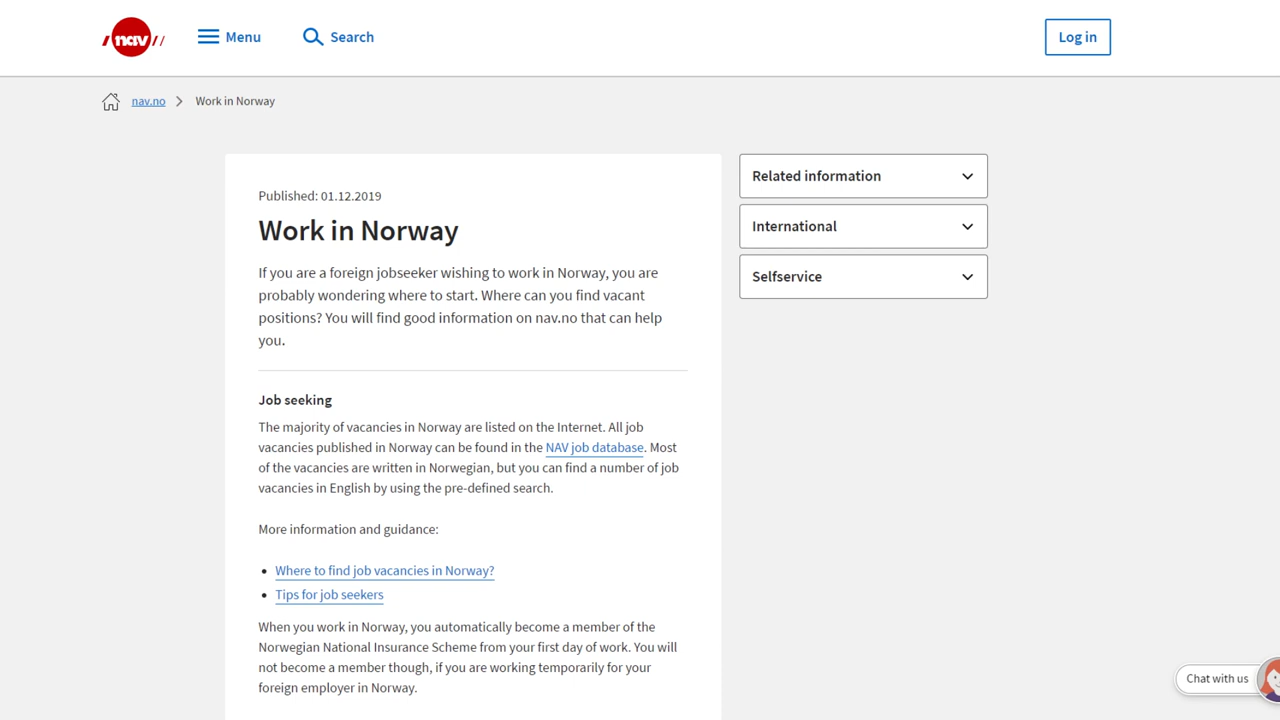 nav
Menu
Search
Log in
nav.no
Work in Norway
Published: 01.12.2019
Work in Norway
If you are a foreign jobseeker wishing to work in Norway, you are
probably wondering where to start. Where can you find vacant
positions? You will find good information on nav.no that can help
you.
Job seeking
The majority of vacancies in Norway are listed on the Internet. All job
vacancies published in Norway can be found in the NAV job database. Most
of the vacancies are written in Norwegian, but you can find a number of job
vacancies in English by using the pre-defined search.
More information and guidance:
Where to find job vacancies in Norway?
Tips for job seekers
When you work in Norway, you automatically become a member of the
Norwegian National Insurance Scheme from your first day of work. You will
not become a member though, if you are working temporarily for your
foreign employer in Norway.
Related information
International
Selfservice
Chat with us